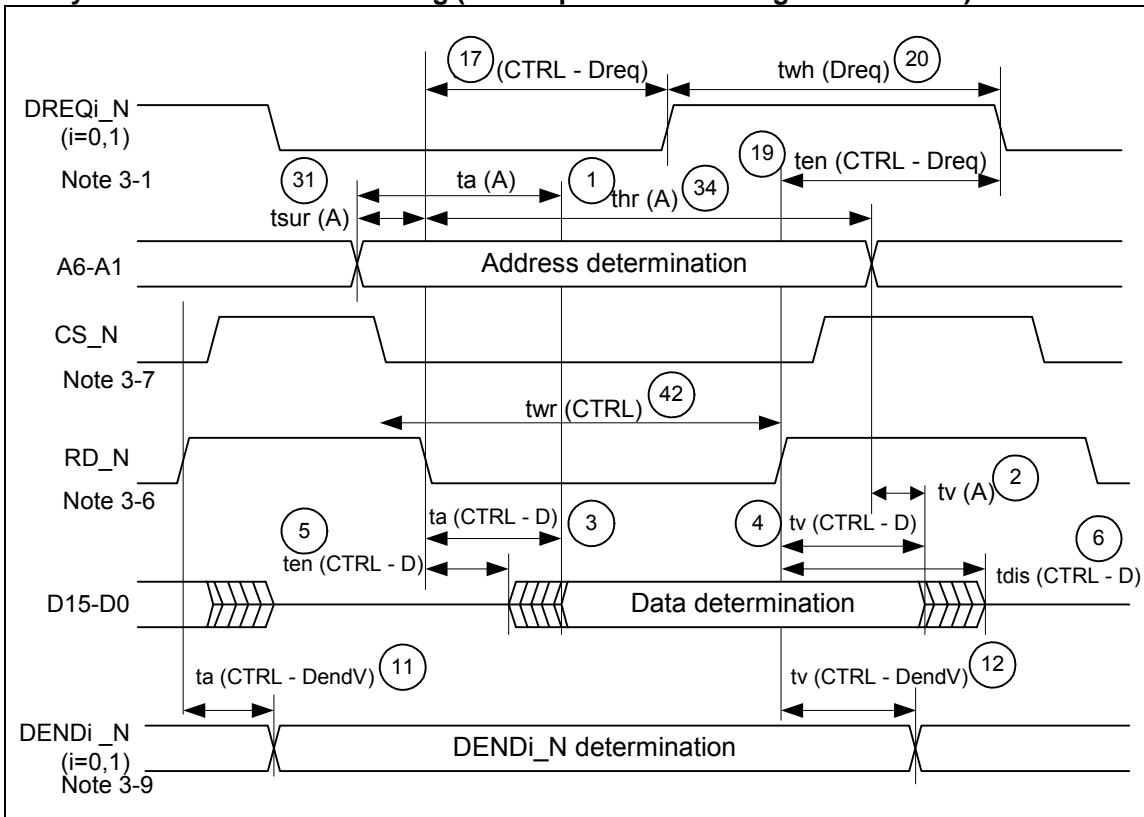 17 (CTRL - Dreq) twh (Dreq) 20
DREQi_N
(i=0,1)
Note 3-1
19 ten (CTRL - Dreq)
31 ta (A) 1
tsur (A) thr (A) 34
A6-A1 Address determination
CS_N
Note 3-7
twr (CTRL) 42
RD_N
Note 3-6
tv (A) 2
5 ta (CTRL - D) 3 4 tv (CTRL - D) 6
ten (CTRL - D) tdis (CTRL - D)
D15-D0 Data determination
ta (CTRL - DendV) 11 tv (CTRL - DendV) 12
DENDi _N DENDi_N determination
(i=0,1)
Note 3-9